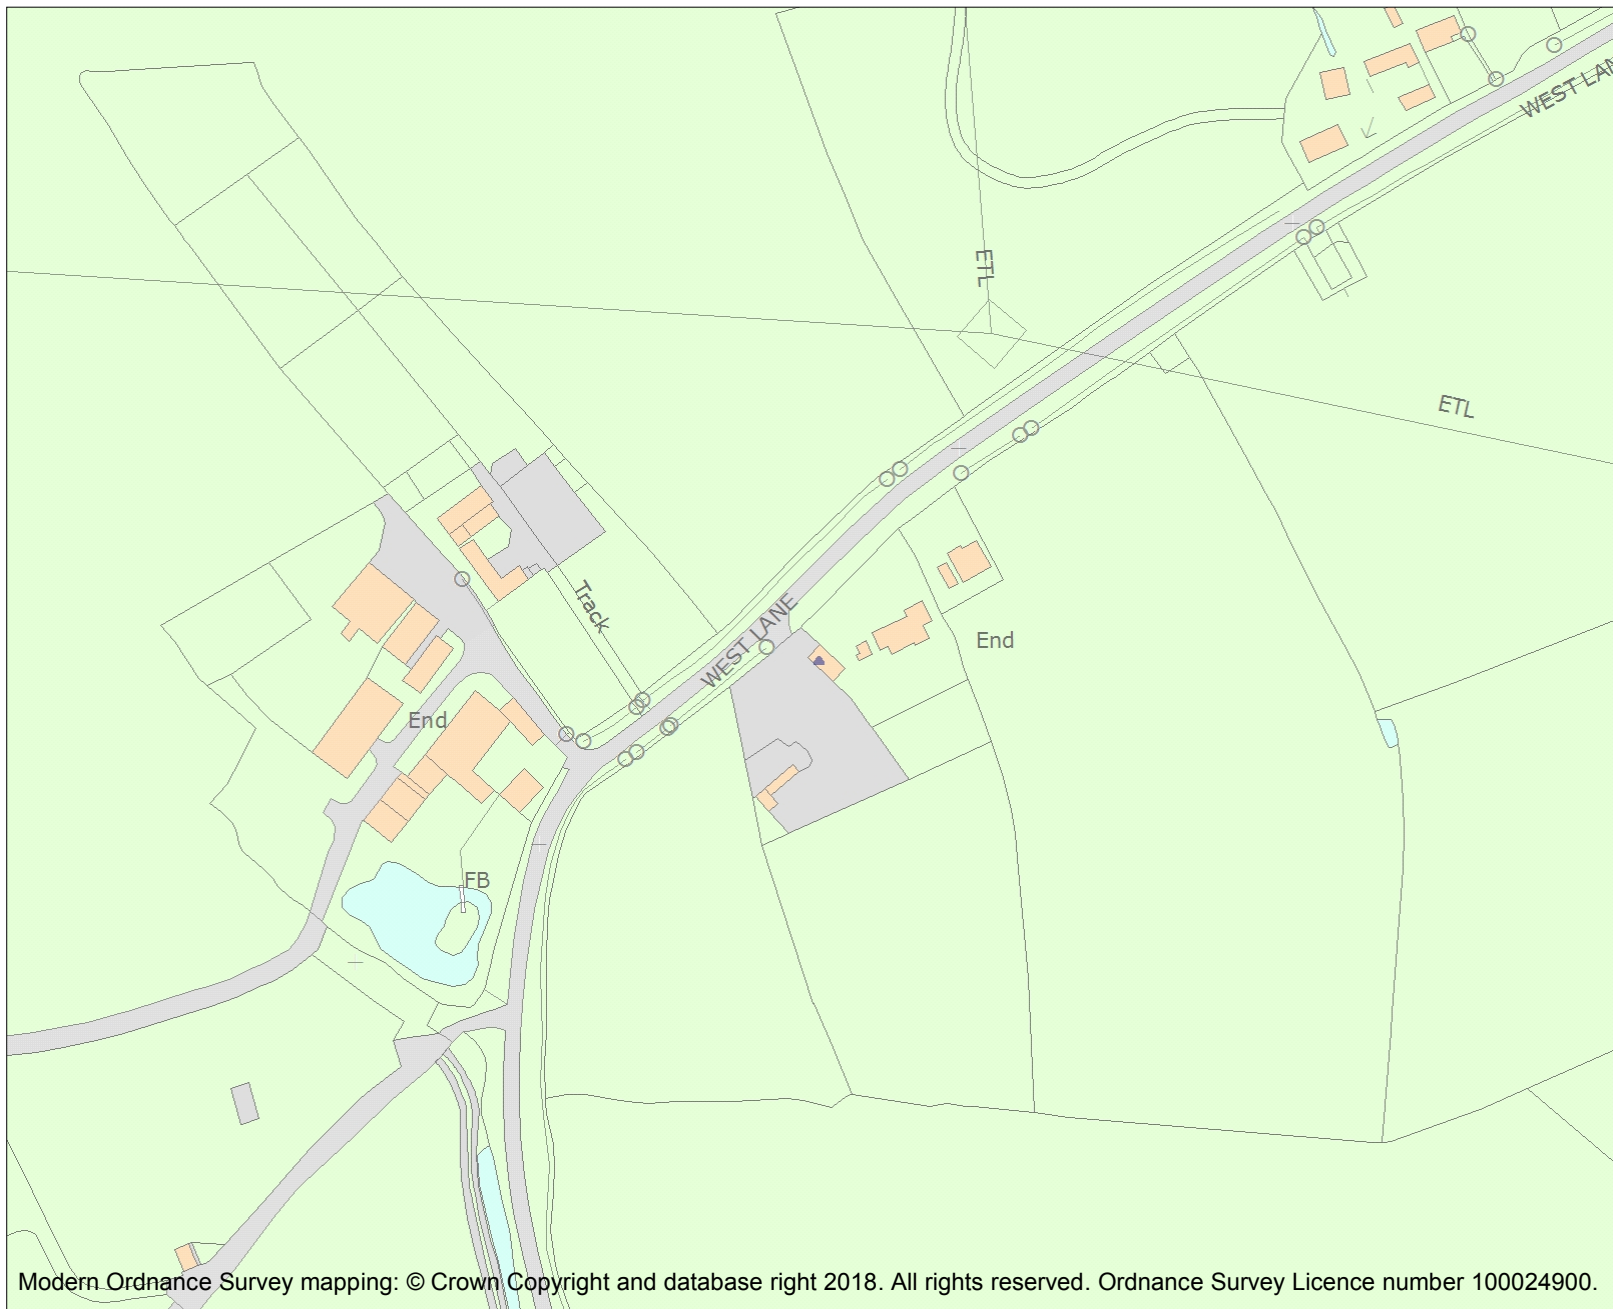 WEST LAN
ETL
ETL
Track
WEST LANE
End
End
FB
Modern Ordnance Survey mapping: © Crown Copyright and database right 2018. All rights reserved. Ordnance Survey Licence number 100024900.